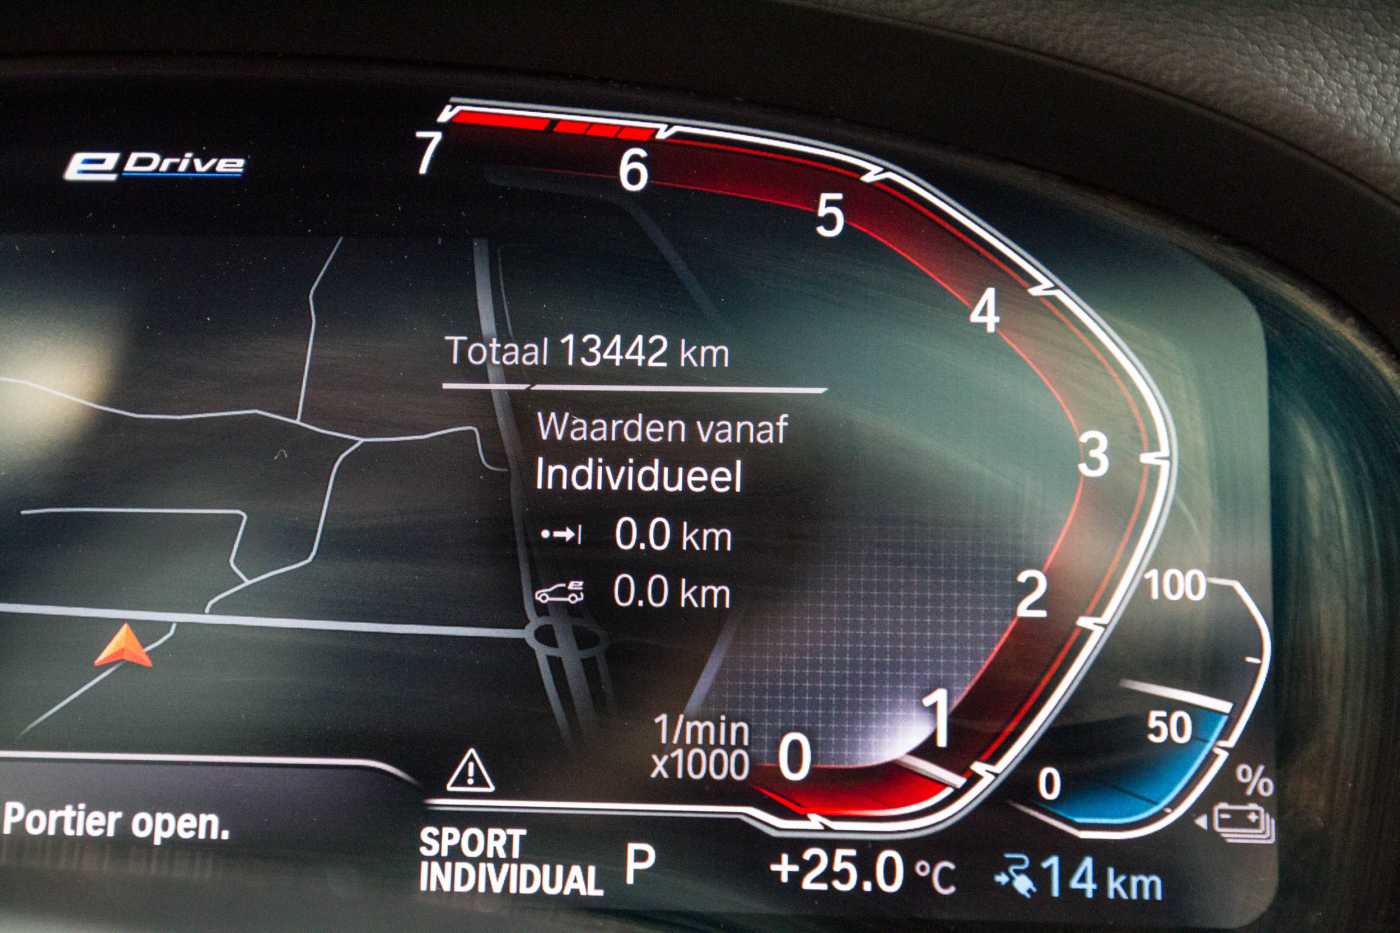 eDrive
7
6
5
4
3
2
1
0
Totaal 13442 km
Waarden vanaf
Individueel
0.0 km
0.0 km
1/min
x1000
100
50
0
%
Portier open.
SPORT
INDIVIDUAL
P
+25.0 °C
14 km